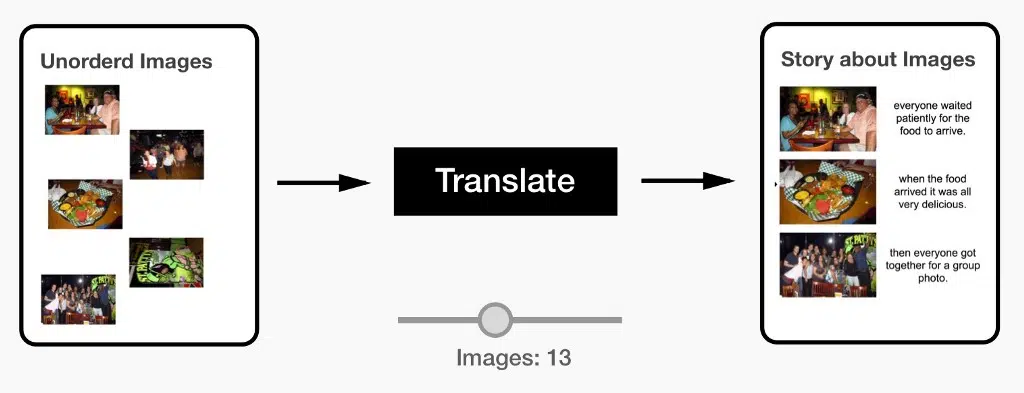 Unorderd Images
Translate
Images: 13
Story about Images
everyone waited
patiently for the
food to arrive.
when the food
arrived it was all
very delicious.
then everyone got
together for a group
photo.